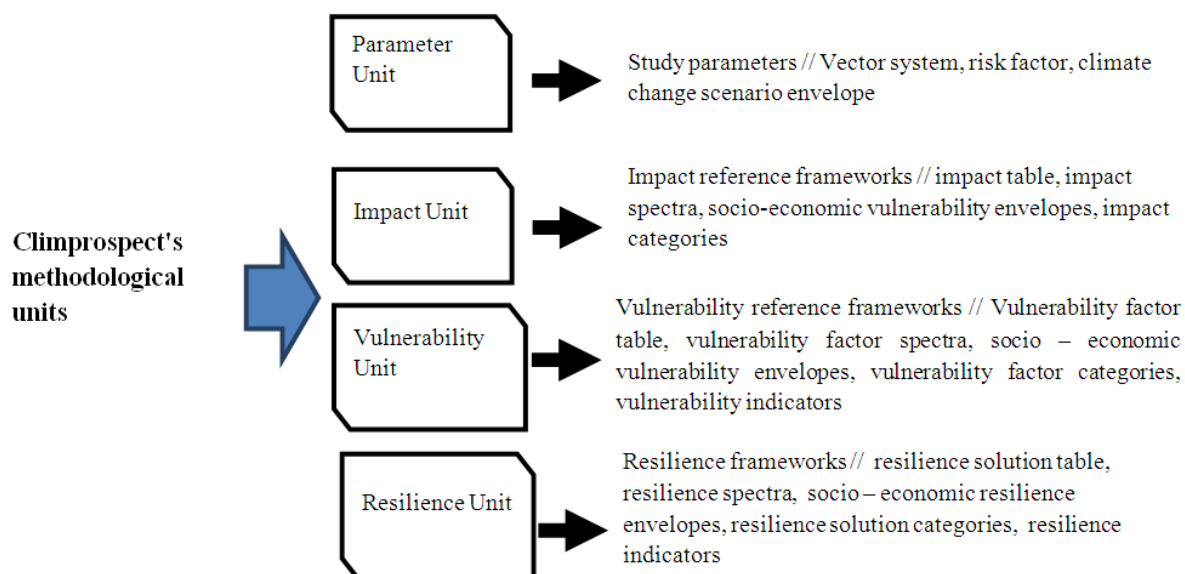 Climprospect's
methodological
units
Parameter
Unit
Study parameters // Vector system, risk factor, climate
change scenario envelope
Impact Unit
Impact reference frameworks // impact table, impact
spectra, socio-economic vulnerability envelopes, impact
categories
Vulnerability
Unit
Vulnerability reference frameworks // Vulnerability factor
table, vulnerability factor spectra, socio – economic
vulnerability envelopes, vulnerability factor categories,
vulnerability indicators
Resilience Unit
Resilience frameworks // resilience solution table,
resilience spectra, socio – economic resilience
envelopes, resilience solution categories, resilience
indicators